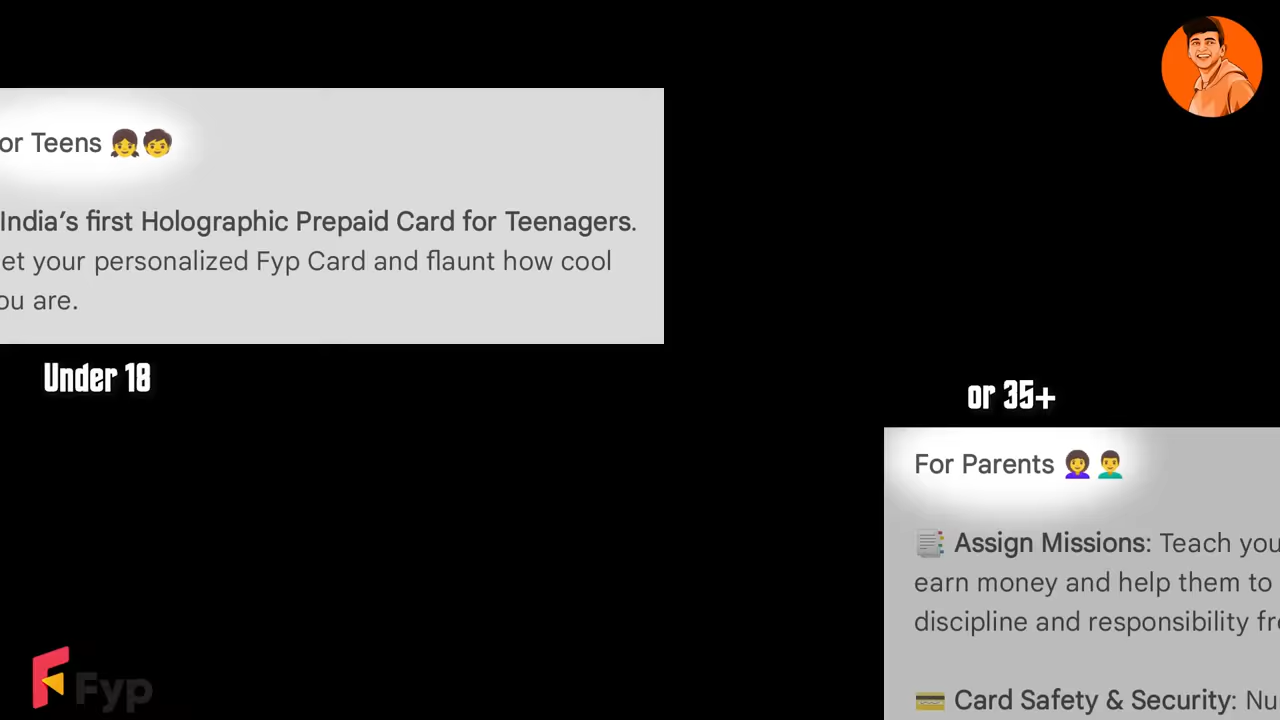 or Teens 👧🧒
India’s first Holographic Prepaid Card for Teenagers.
et your personalized Fyp Card and flaunt how cool
ou are.
Under 18
or 35+
For Parents 👩‍🦱👨‍🦱
📑 Assign Missions: Teach you
earn money and help them to
discipline and responsibility fr
💳 Card Safety & Security: Nu
Fyp